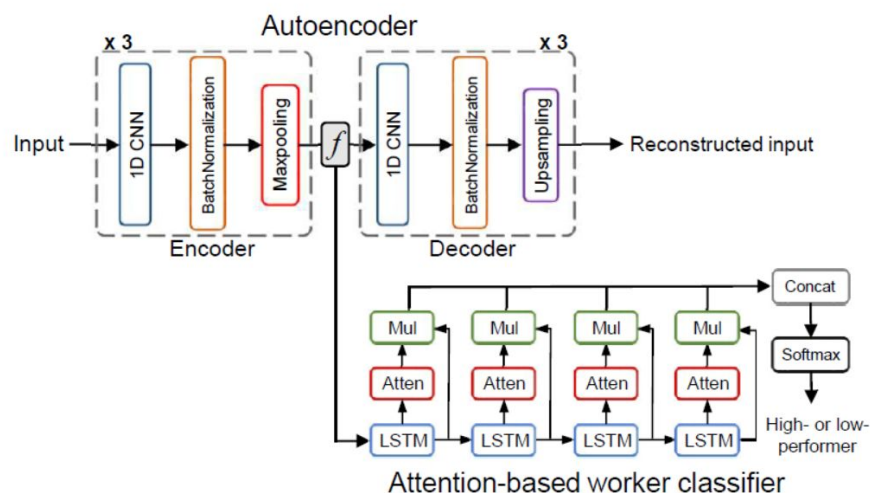 Autoencoder
x 3
x 3
Input
1D CNN
BatchNormalization
Maxpooling
f
1D CNN
BatchNormalization
Upsampling
Reconstructed input
Encoder
Decoder
Concat
Mul
Mul
Mul
Mul
Softmax
Atten
Atten
Atten
Atten
High- or low-
performer
LSTM
LSTM
LSTM
LSTM
Attention-based worker classifier